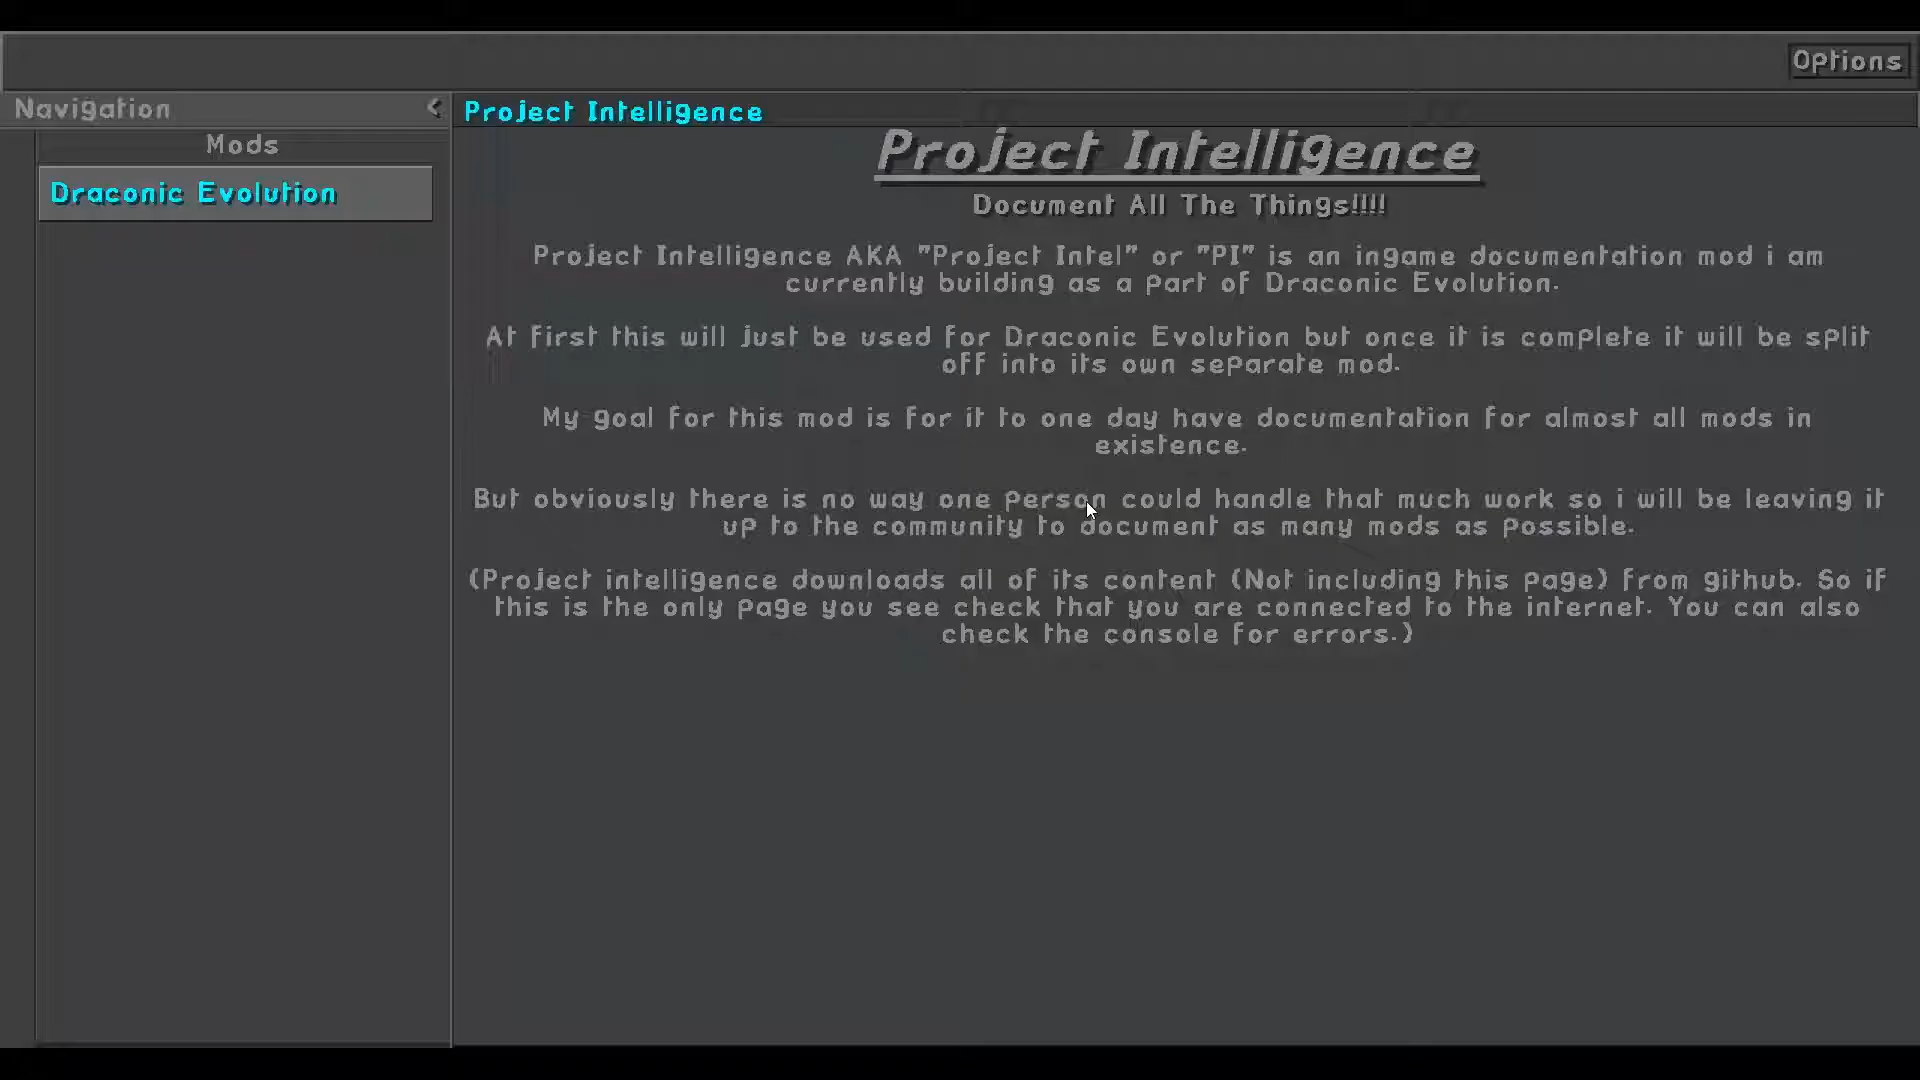 Options
Navigation <
Mods
Draconic Evolution
Project Intelligence
Project Intelligence
Document All The Things!!!!
Project Intelligence AKA "Project Intel" or "PI" is an ingame documentation mod i am
currently building as a part of Draconic Evolution.
At first this will just be used for Draconic Evolution but once it is complete it will be split
off into its own separate mod.
My goal for this mod is for it to one day have documentation for almost all mods in
existence.
But obviously there is no way one person could handle that much work so i will be leaving it
up to the community to document as many mods as possible.
(Project intelligence downloads all of its content (Not including this page) from github. So if
this is the only page you see check that you are connected to the internet. You can also
check the console for errors.)